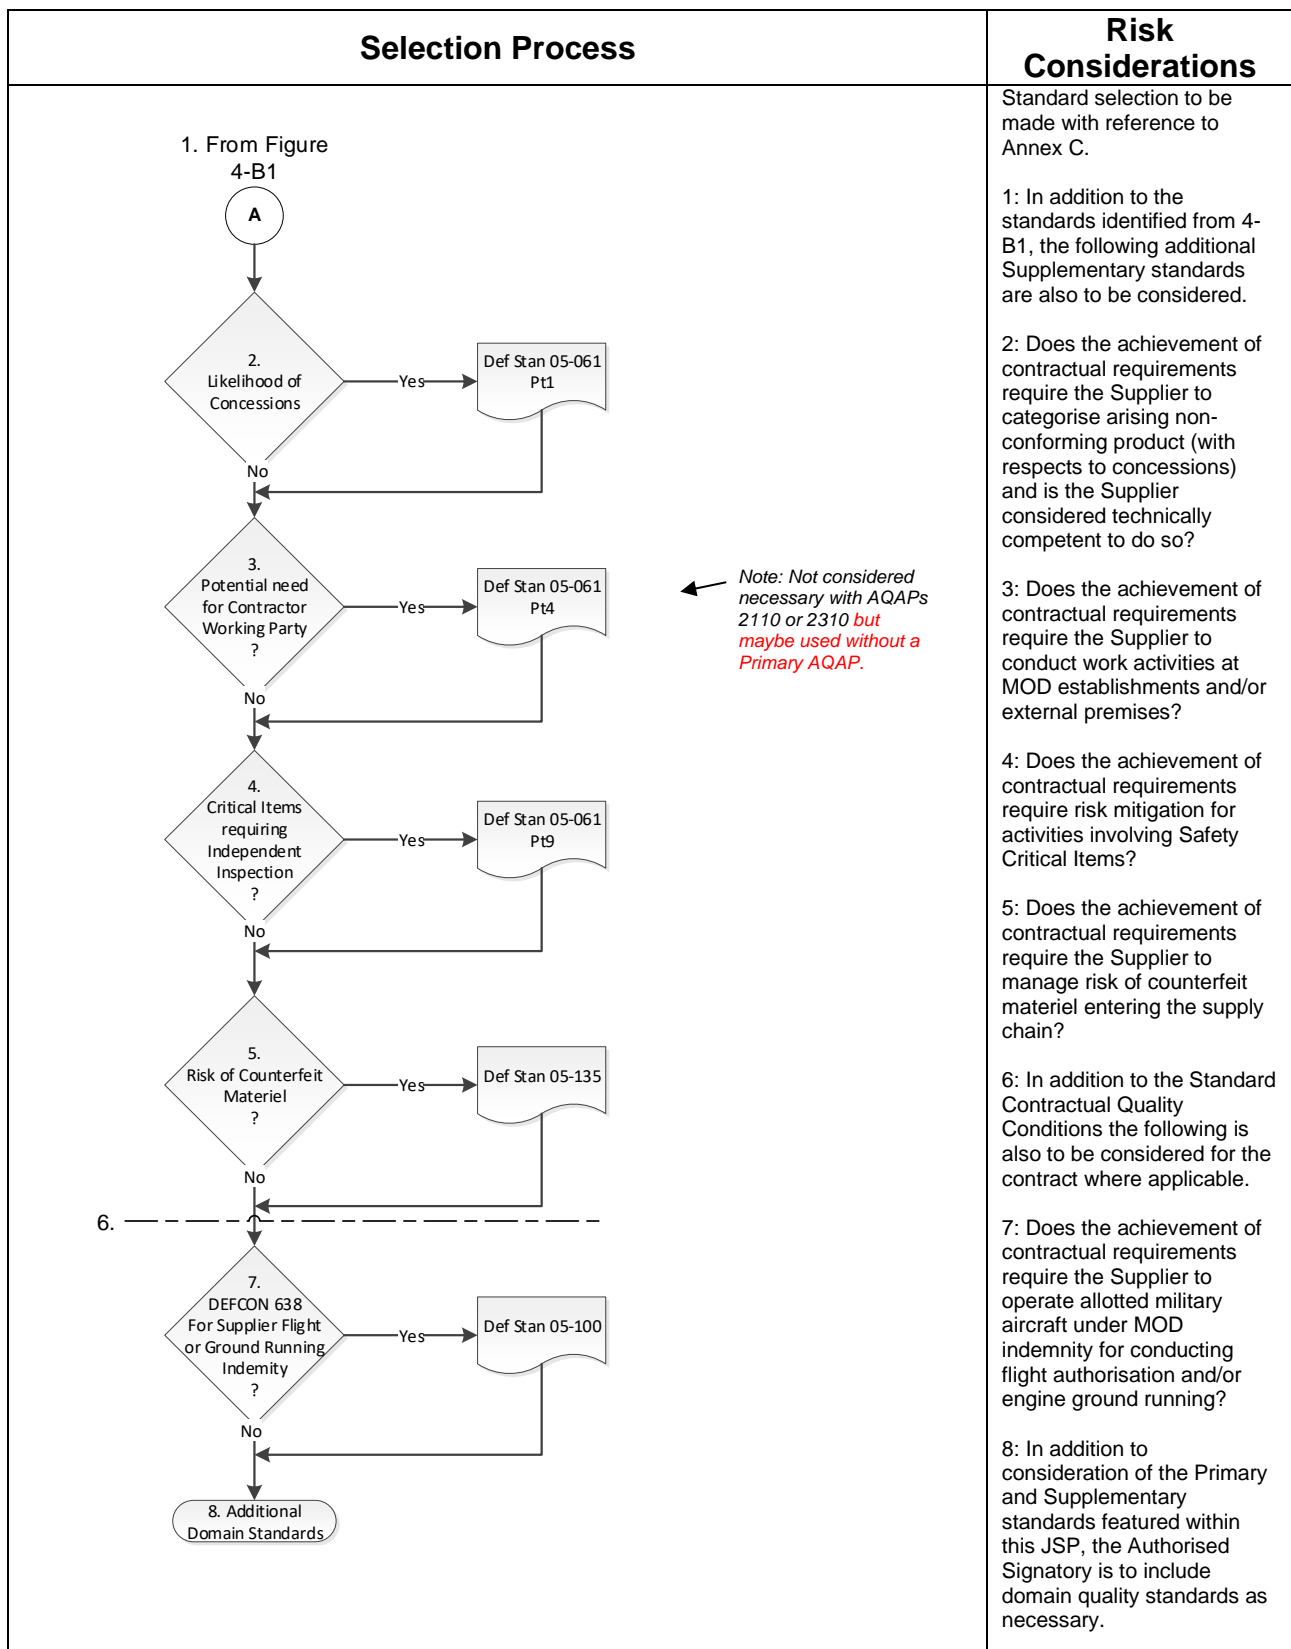 Selection Process
Risk
Considerations
1. From Figure
4-B1
A
2.
Likelihood of
Concessions
Yes
Def Stan 05-061
Pt1
No
3.
Potential need
for Contractor
Working Party
?
Yes
Def Stan 05-061
Pt4
Note: Not considered
necessary with AQAPs
2110 or 2310 but
maybe used without a
Primary AQAP.
No
4.
Critical Items
requiring
Independent
Inspection
?
Yes
Def Stan 05-061
Pt9
No
5.
Risk of Counterfeit
Materiel
?
Yes
Def Stan 05-135
No
6.
7.
DEFCON 638
For Supplier Flight
or Ground Running
Indemity
?
Yes
Def Stan 05-100
No
8. Additional
Domain Standards
Standard selection to be
made with reference to
Annex C.
1: In addition to the
standards identified from 4-
B1, the following additional
Supplementary standards
are also to be considered.
2: Does the achievement of
contractual requirements
require the Supplier to
categorise arising non-
conforming product (with
respects to concessions)
and is the Supplier
considered technically
competent to do so?
3: Does the achievement of
contractual requirements
require the Supplier to
conduct work activities at
MOD establishments and/or
external premises?
4: Does the achievement of
contractual requirements
require risk mitigation for
activities involving Safety
Critical Items?
5: Does the achievement of
contractual requirements
require the Supplier to
manage risk of counterfeit
materiel entering the supply
chain?
6: In addition to the Standard
Contractual Quality
Conditions the following is
also to be considered for the
contract where applicable.
7: Does the achievement of
contractual requirements
require the Supplier to
operate allotted military
aircraft under MOD
indemnity for conducting
flight authorisation and/or
engine ground running?
8: In addition to
consideration of the Primary
and Supplementary
standards featured within
this JSP, the Authorised
Signatory is to include
domain quality standards as
necessary.